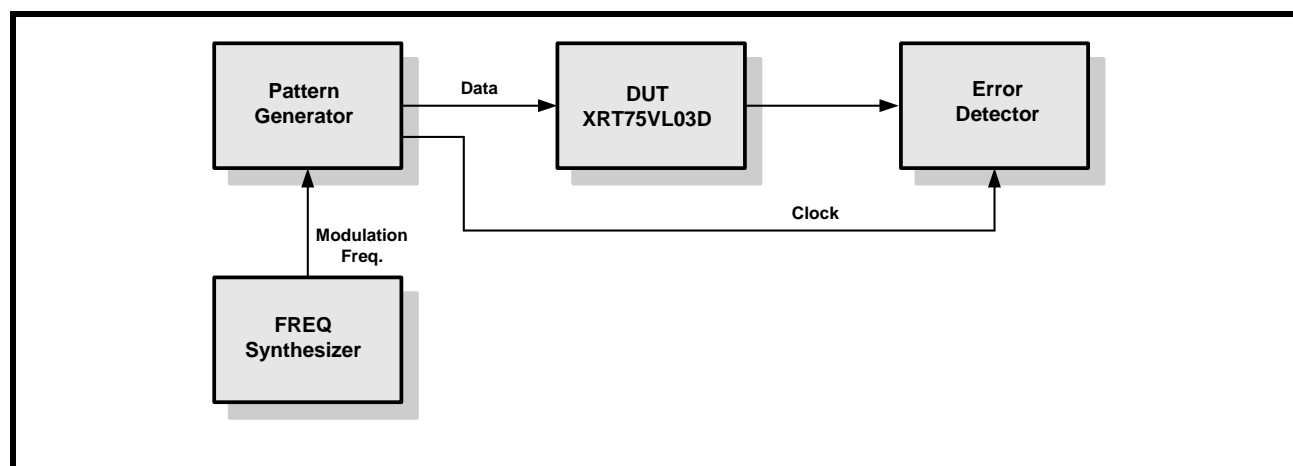 Pattern
Generator
Data
DUT
XRT75VL03D
Error
Detector
Clock
Modulation
Freq.
FREQ
Synthesizer